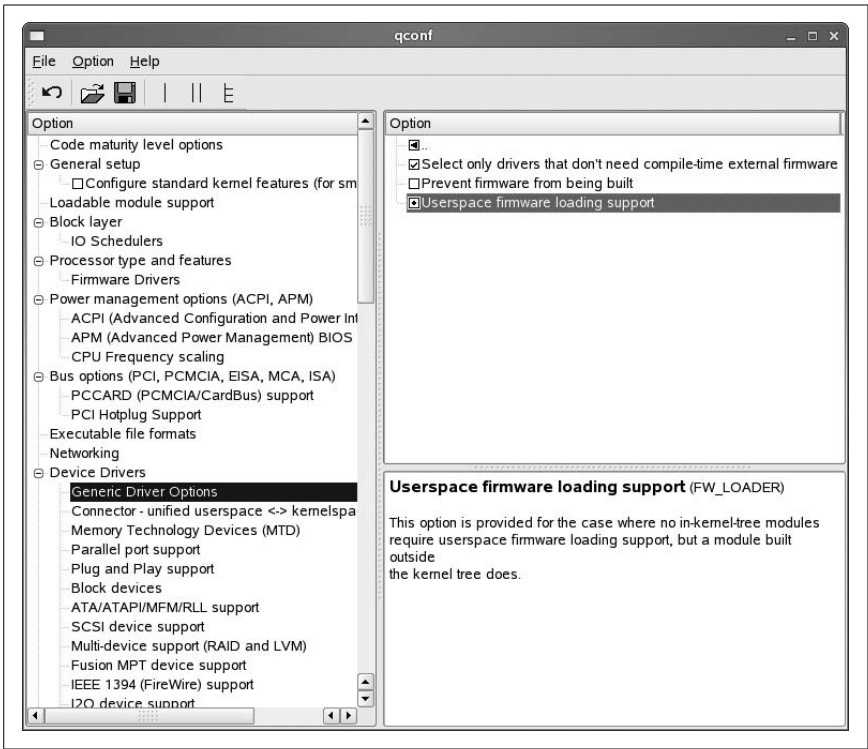 qconf
File Option Help
Option
Code maturity level options
General setup
Configure standard kernel features (for sm
Loadable module support
Block layer
IO Schedulers
Processor type and features
Firmware Drivers
Power management options (ACPI, APM)
ACPI (Advanced Configuration and Power Int
APM (Advanced Power Management) BIOS
CPU Frequency scaling
Bus options (PCI, PCMCIA, EISA, MCA, ISA)
PCCARD (PCMCIA/CardBus) support
PCI Hotplug Support
Executable file formats
Networking
Device Drivers
Generic Driver Options
Connector - unified userspace <-> kernelspa
Memory Technology Devices (MTD)
Parallel port support
Plug and Play support
Block devices
ATA/ATAPI/MFM/RLL support
SCSI device support
Multi-device support (RAID and LVM)
Fusion MPT device support
IEEE 1394 (FireWire) support
I2O device support
Option
..
Select only drivers that don't need compile-time external firmware
Prevent firmware from being built
Userspace firmware loading support
Userspace firmware loading support (FW_LOADER)
This option is provided for the case where no in-kernel-tree modules
require userspace firmware loading support, but a module built
outside
the kernel tree does.